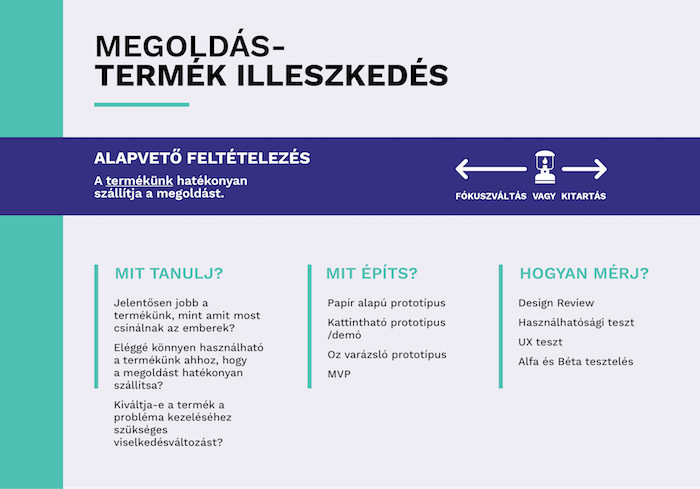 MEGOLDÁS-
TERMÉK ILLESZKEDÉS
ALAPVETŐ FELTÉTELEZÉS
A termékünk hatékonyan
szállítja a megoldást.
FÓKUSZVÁLTÁS VAGY KITARTÁS
MIT TANULJ?
Jelentősen jobb a
termékünk, mint amit most
csinálnak az emberek?
Eléggé könnyen használható
a termékünk ahhoz, hogy
a megoldást hatékonyan
szállítsa?
Kiváltja-e a termék a
probléma kezeléséhez
szükséges
viselkedésváltozást?
MIT ÉPÍTS?
Papír alapú prototípus
Kattintható prototípus
/demó
Oz varázsló prototípus
MVP
HOGYAN MÉRJ?
Design Review
Használhatósági teszt
UX teszt
Alfa és Béta tesztelés